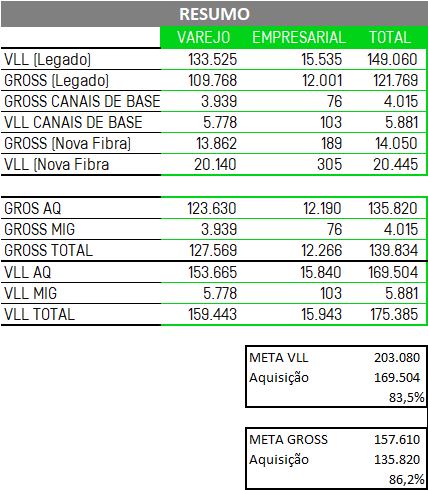 RESUMO
VAREJO EMPRESARIAL TOTAL
VLL (Legado) 133.525 15.535 149.060
GROSS (Legado) 109.768 12.001 121.769
GROSS CANAIS DE BASE 3.939 76 4.015
VLL CANAIS DE BASE 5.778 103 5.881
GROSS (Nova Fibra) 13.862 189 14.050
VLL (Nova Fibra 20.140 305 20.445
GROS AQ 123.630 12.190 135.820
GROSS MIG 3.939 76 4.015
GROSS TOTAL 127.569 12.266 139.834
VLL AQ 153.665 15.840 169.504
VLL MIG 5.778 103 5.881
VLL TOTAL 159.443 15.943 175.385
META VLL 203.080
Aquisição 169.504
83,5%
META GROSS 157.610
Aquisição 135.820
86,2%